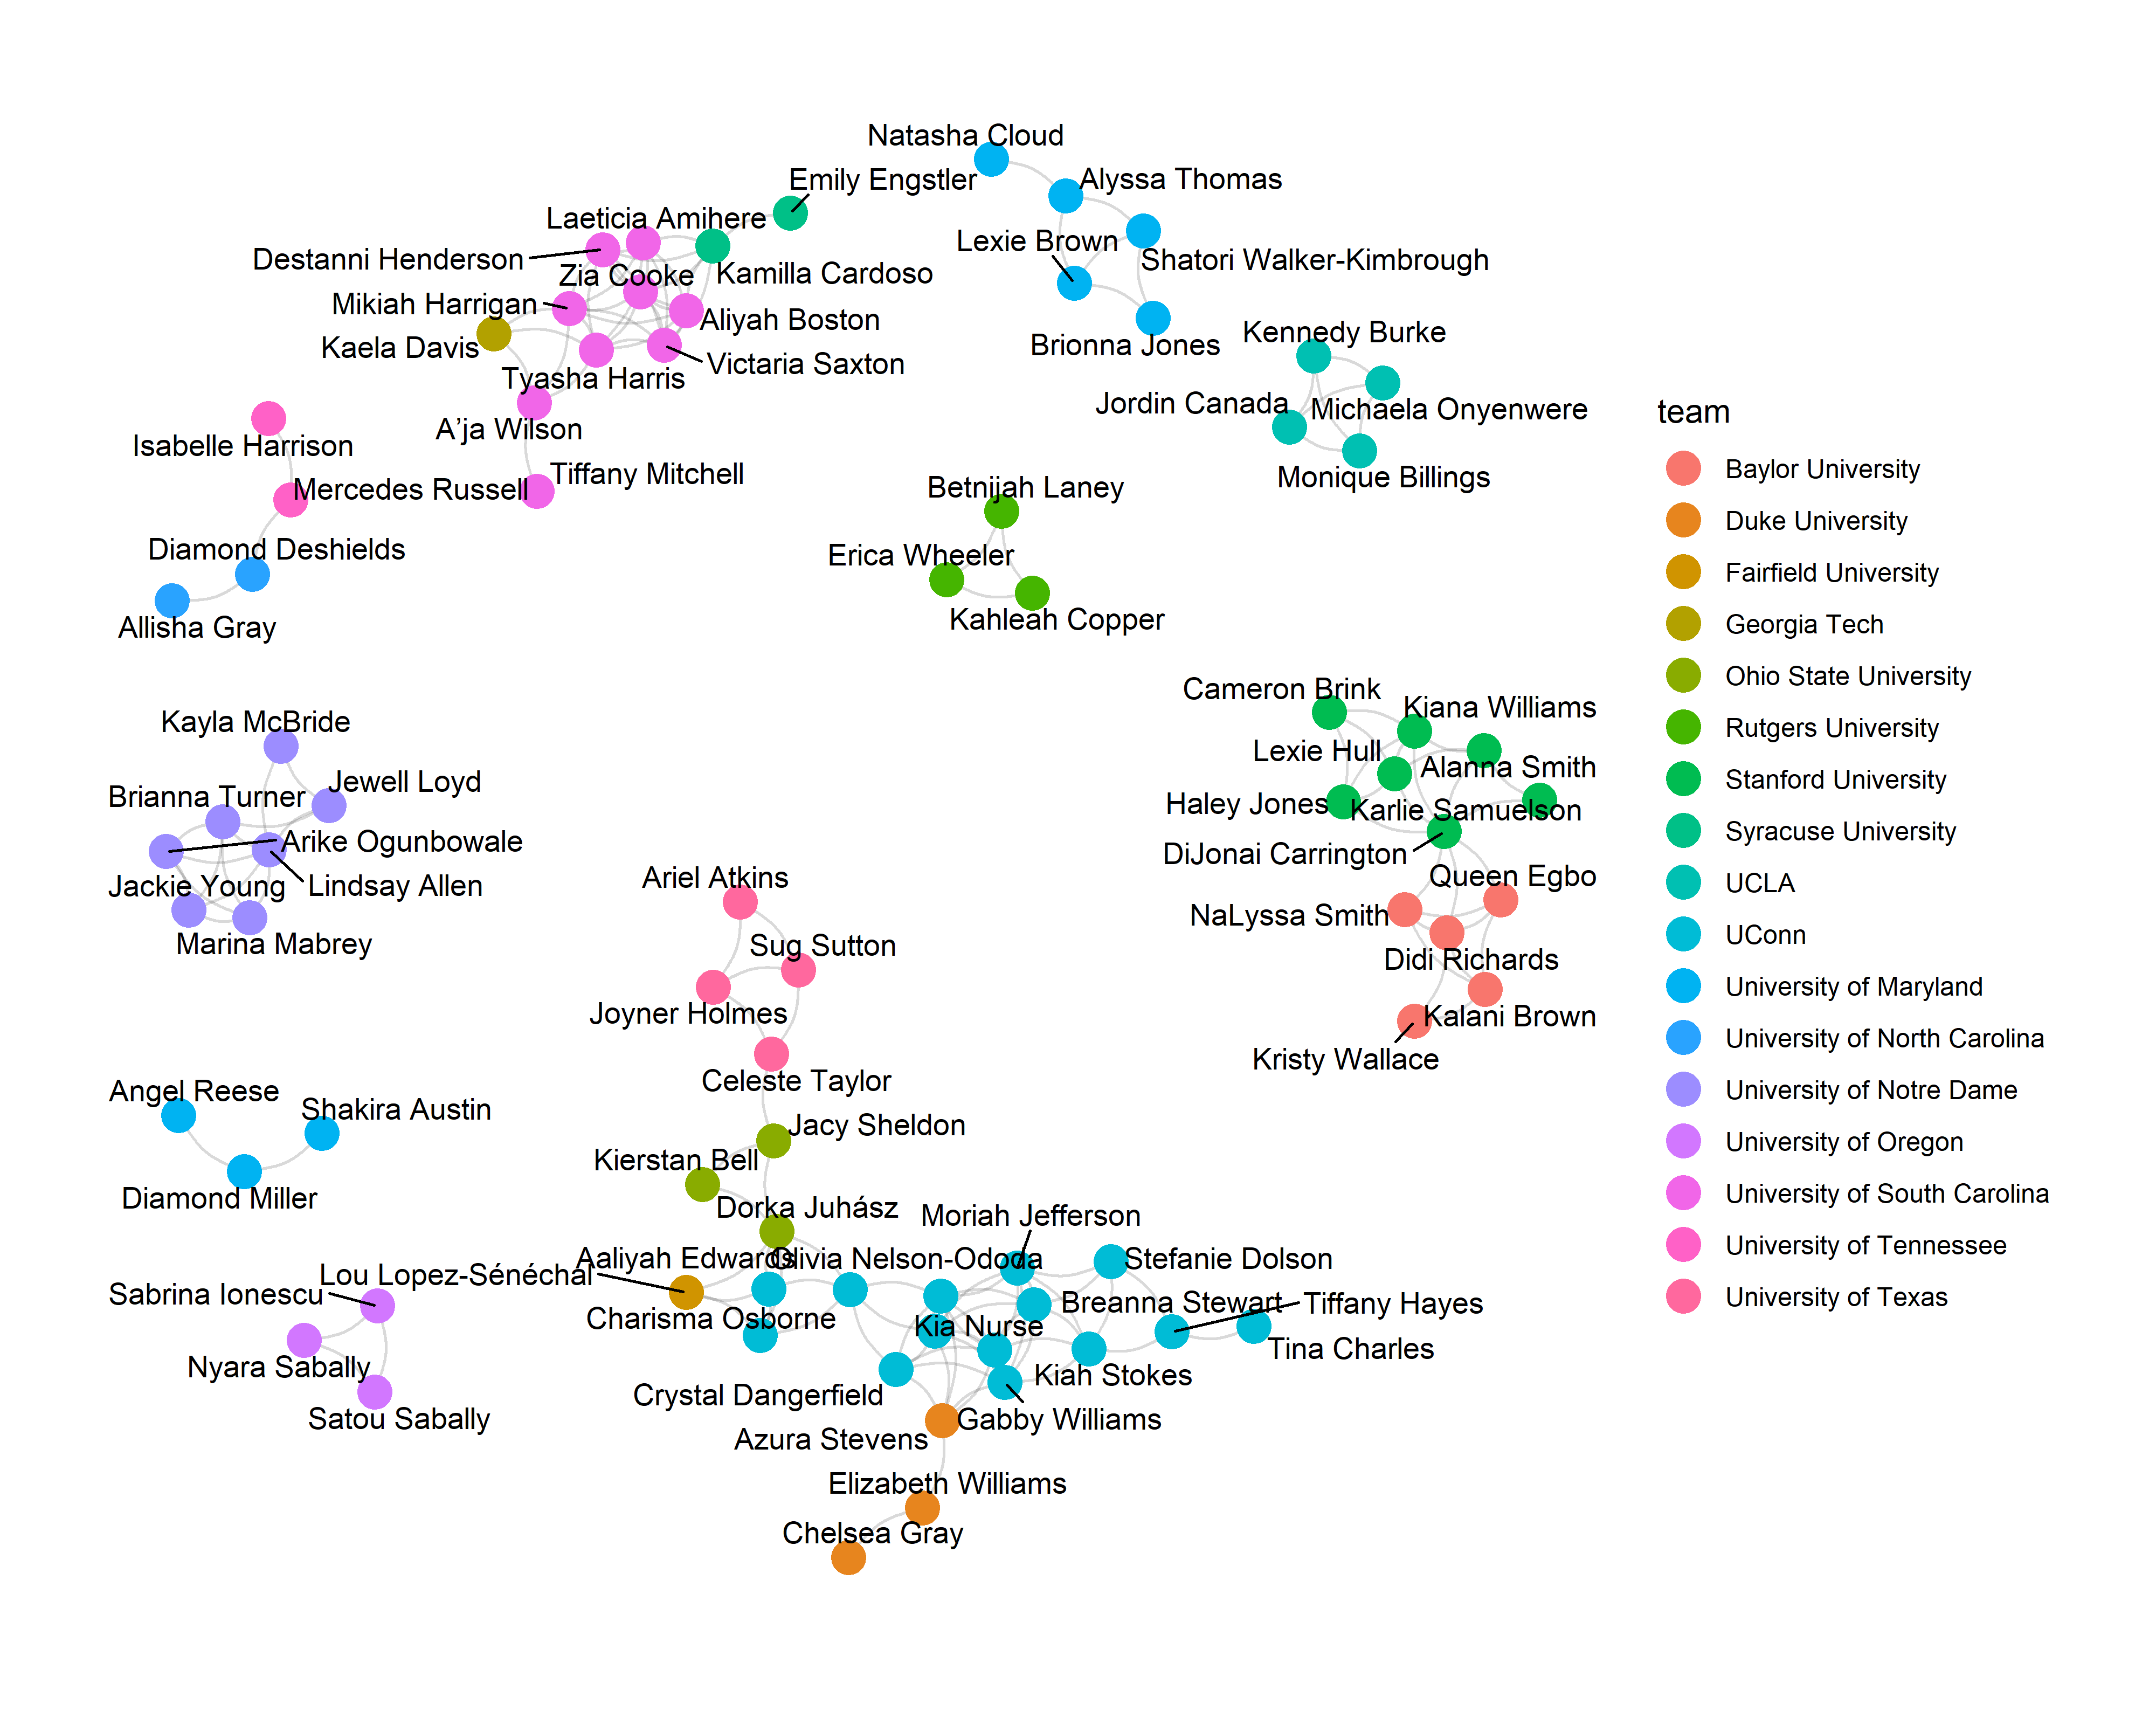 Natasha Cloud
Emily Engstler
Alyssa Thomas
Laeticia Amihere
Lexie Brown
Destanni Henderson
Zia Cooke
Kamilla Cardoso
Shatori Walker-Kimbrough
Mikiah Harrigan
Aliyah Boston
Kaela Davis
Victaria Saxton
Brionna Jones
Kennedy Burke
Tyasha Harris
Jordin Canada
Michaela Onyenwere
A'ja Wilson
Isabelle Harrison
Tiffany Mitchell
Monique Billings
Mercedes Russell
Betnijah Laney
Diamond Deshields
Erica Wheeler
Allisha Gray
Kahleah Copper
Cameron Brink
Kiana Williams
Kayla McBride
Lexie Hull
Alanna Smith
Jewell Loyd
Brianna Turner
Haley Jones
Karlie Samuelson
Arike Ogunbowale
DiJonai Carrington
Jackie Young
Lindsay Allen
Ariel Atkins
Queen Egbo
NaLyssa Smith
Marina Mabrey
Sug Sutton
Didi Richards
Joyner Holmes
Kalani Brown
Kristy Wallace
Celeste Taylor
Angel Reese
Shakira Austin
Jacy Sheldon
Kierstan Bell
Diamond Miller
Dorka Juhász
Moriah Jefferson
Aaliyah Edwards
Olivia Nelson-Ododa
Stefanie Dolson
Lou Lopez-Sénéchal
Sabrina Ionescu
Breanna Stewart
Tiffany Hayes
Charisma Osborne
Kia Nurse
Tina Charles
Nyara Sabally
Kiah Stokes
Crystal Dangerfield
Satou Sabally
Gabby Williams
Azura Stevens
Elizabeth Williams
Chelsea Gray
team
Baylor University
Duke University
Fairfield University
Georgia Tech
Ohio State University
Rutgers University
Stanford University
Syracuse University
UCLA
UConn
University of Maryland
University of North Carolina
University of Notre Dame
University of Oregon
University of South Carolina
University of Tennessee
University of Texas